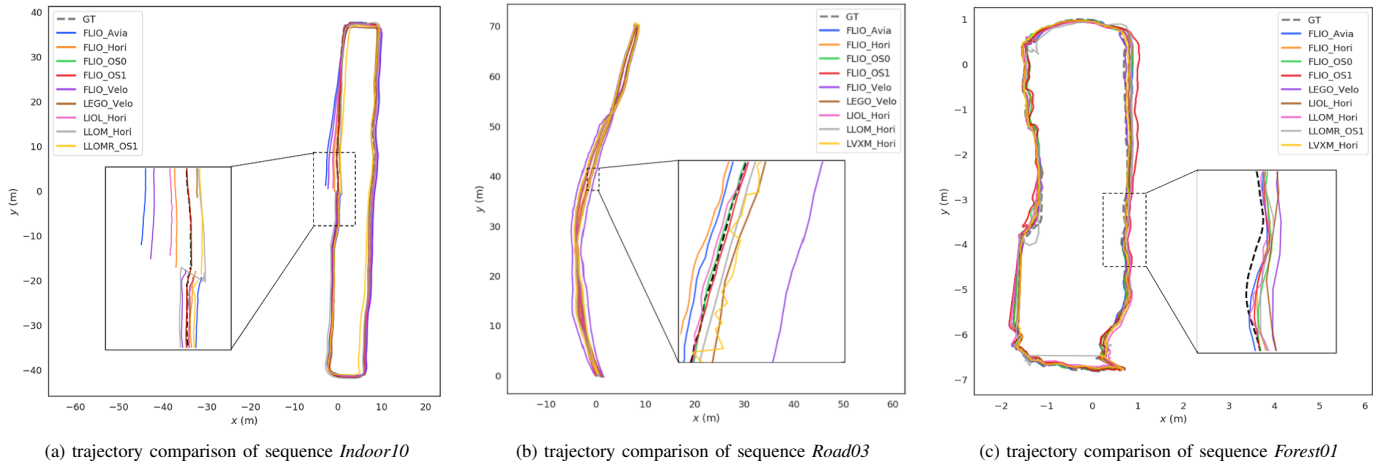 40
30
20
10
0
−10
−20
−30
−40
y (m)
−60 −50 −40 −30 −20 −10 0 10 20
x (m)
GT
FLIO_Avia
FLIO_Hori
FLIO_OS0
FLIO_OS1
FLIO_Velo
LEGO_Velo
LIOL_Hori
LLOM_Hori
LLOMR_OS1
(a) trajectory comparison of sequence Indoor10
70
60
50
40
30
20
10
0
y (m)
−10 0 10 20 30 40 50 60
x (m)
GT
FLIO_Avia
FLIO_Hori
FLIO_OS0
FLIO_OS1
FLIO_Velo
LEGO_Velo
LIOL_Hori
LLOM_Hori
LVXM_Hori
(b) trajectory comparison of sequence Road03
1
0
−1
−2
−3
−4
−5
−6
−7
y (m)
−2 −1 0 1 2 3 4 5 6
x (m)
GT
FLIO_Avia
FLIO_Hori
FLIO_OS0
FLIO_OS1
LEGO_Velo
LIOL_Hori
LLOM_Hori
LLOMR_OS1
LVXM_Hori
(c) trajectory comparison of sequence Forest01